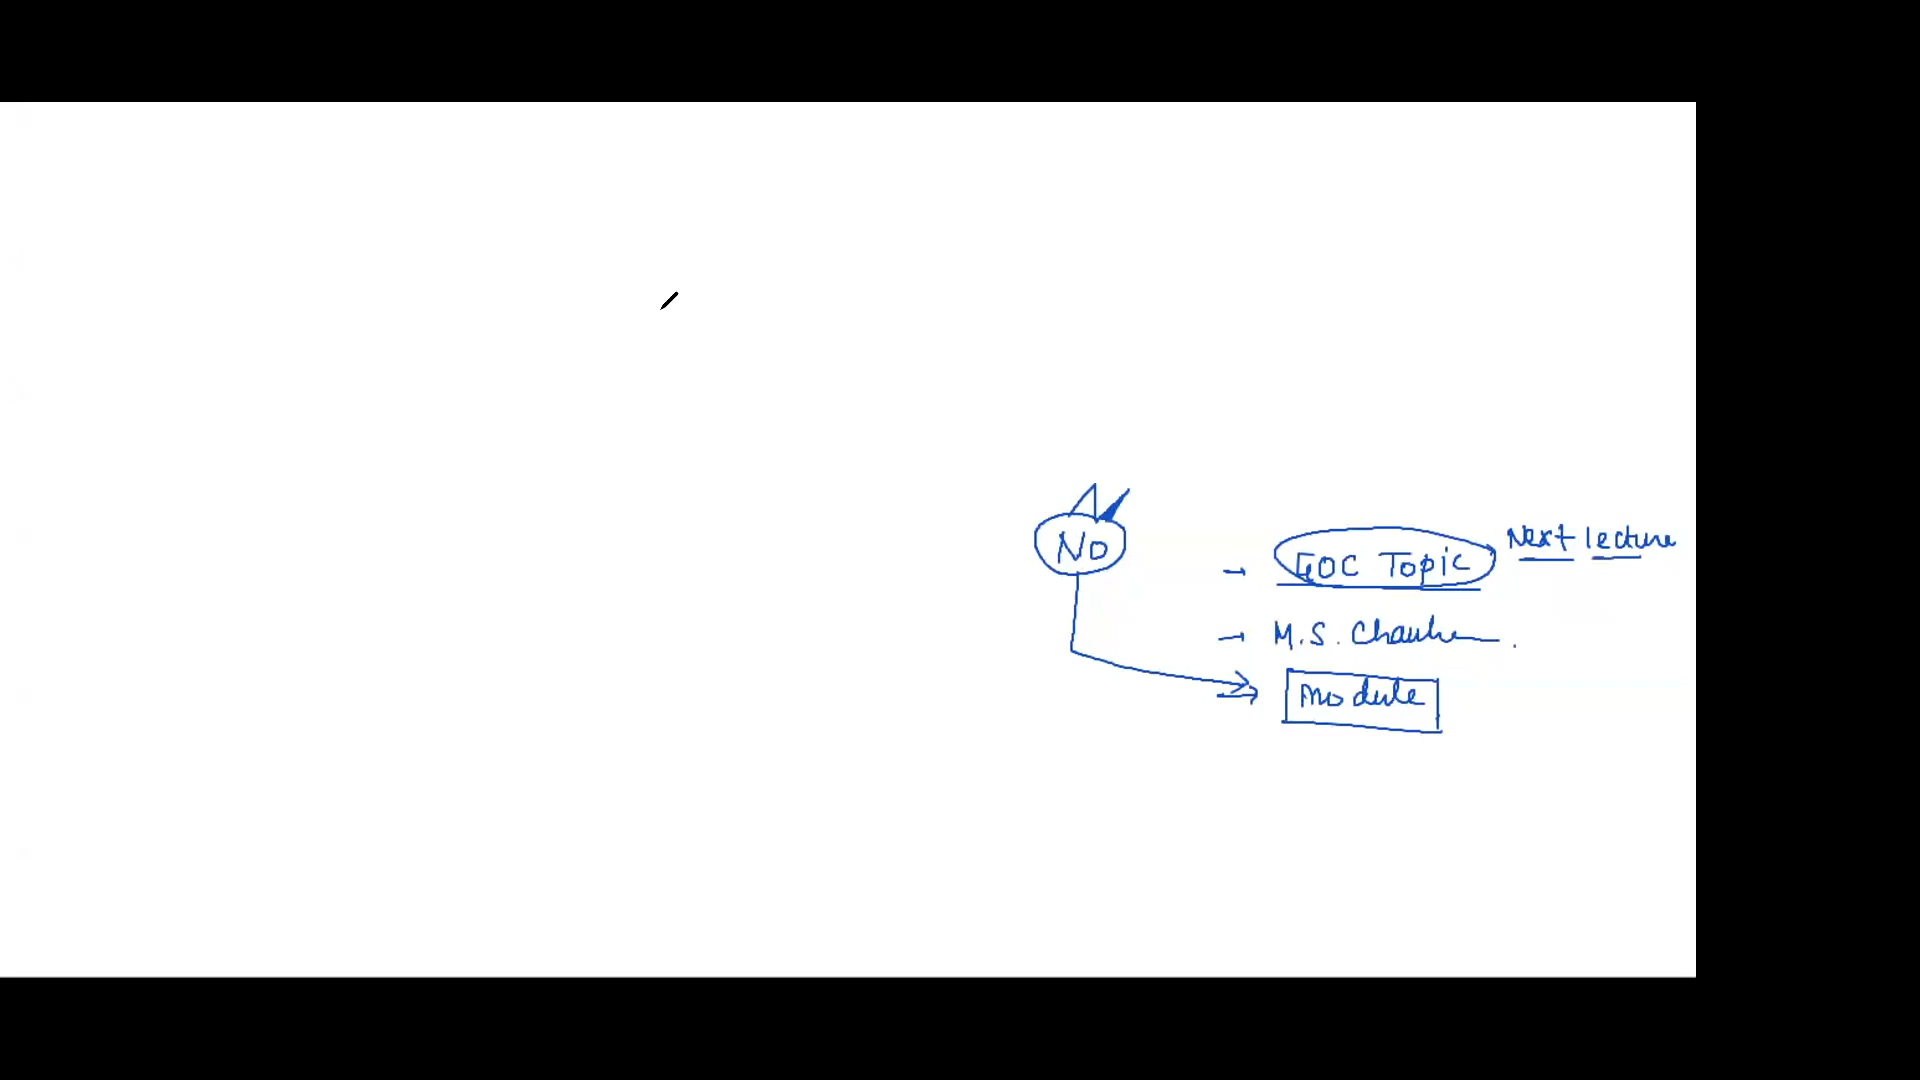 No
→ GOC Topic Next lecture
→ M.S. Chauhan.
→ Module